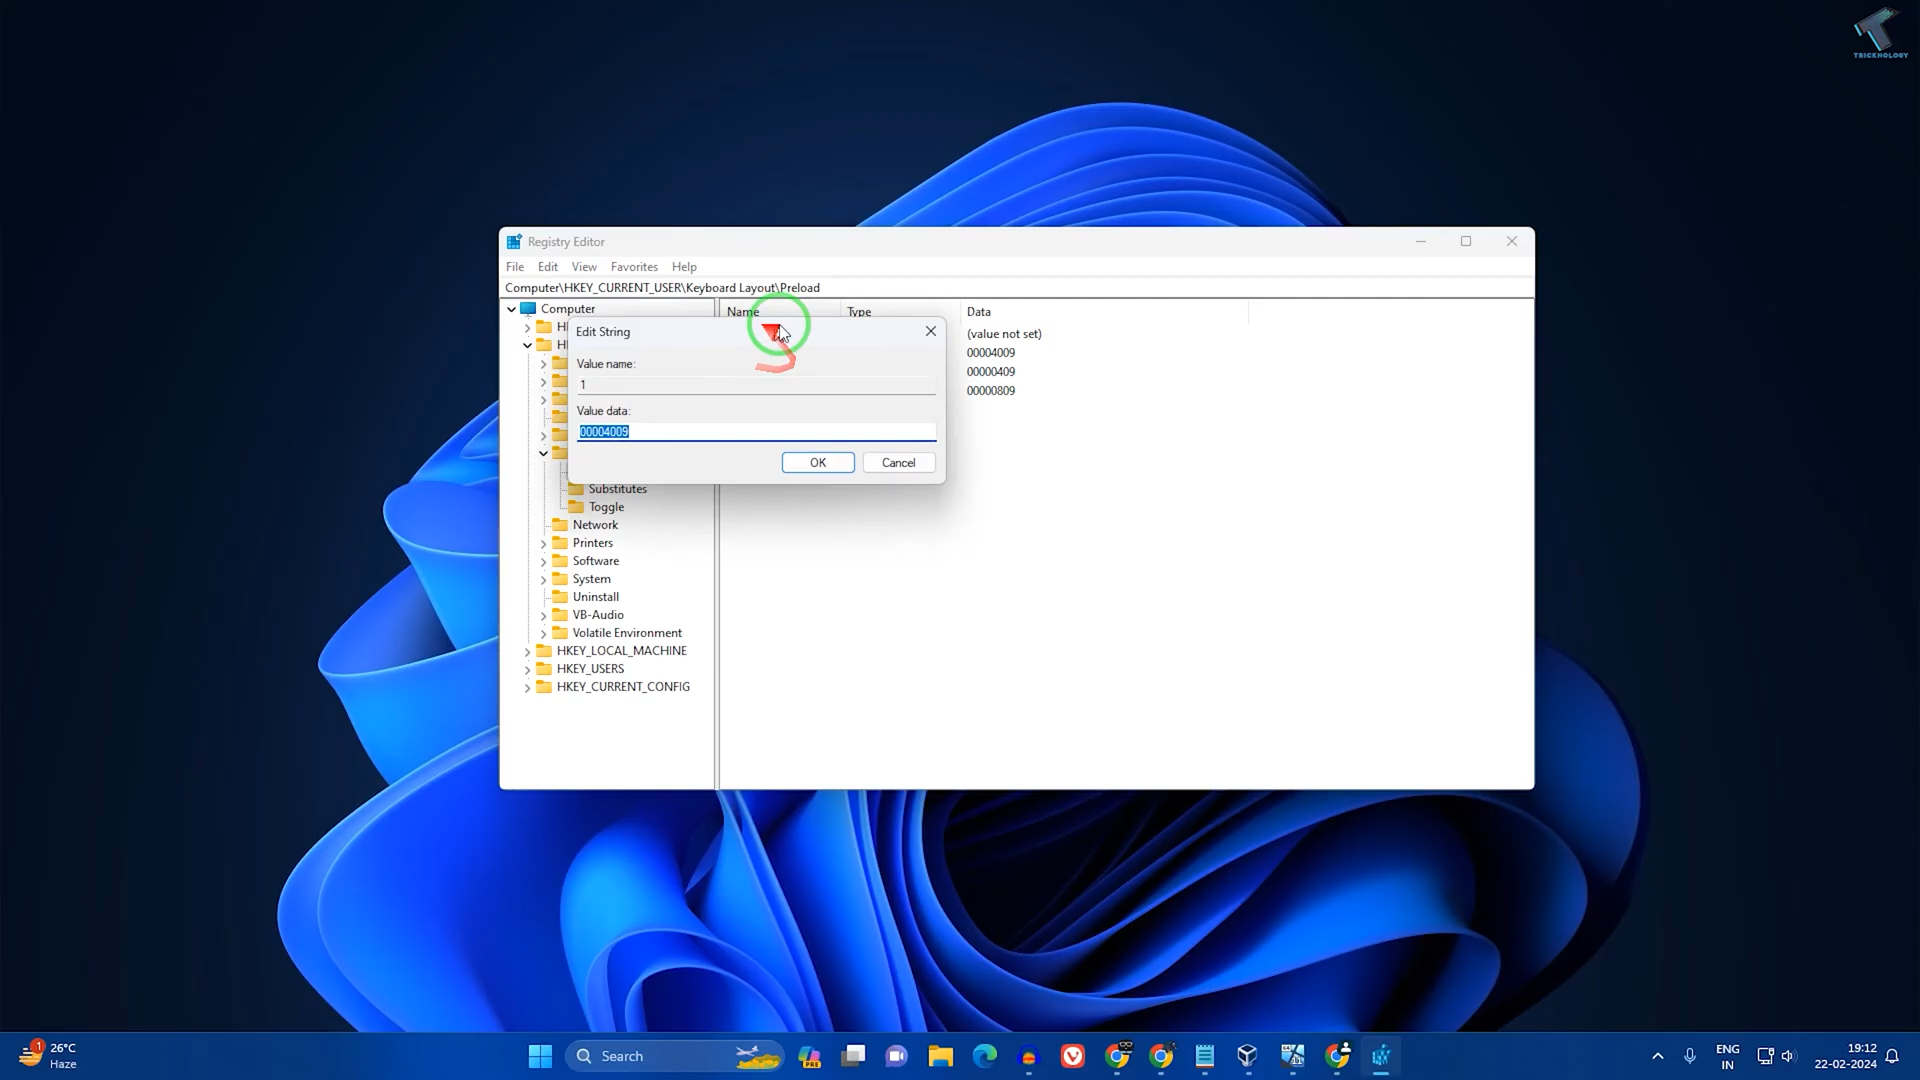 TRICKNOLOGY
Registry Editor
File Edit View Favorites Help
Computer\HKEY_CURRENT_USER\Keyboard Layout\Preload
Computer
Name Type Data
Edit String
(value not set)
00004009
00000409
00000809
Value name:
1
Value data:
00004009
OK Cancel
Substitutes
Toggle
Network
Printers
Software
System
Uninstall
VB-Audio
Volatile Environment
HKEY_LOCAL_MACHINE
HKEY_USERS
HKEY_CURRENT_CONFIG
1
26°C
Haze
Search
PRE
ENG
IN
19:12
22-02-2024